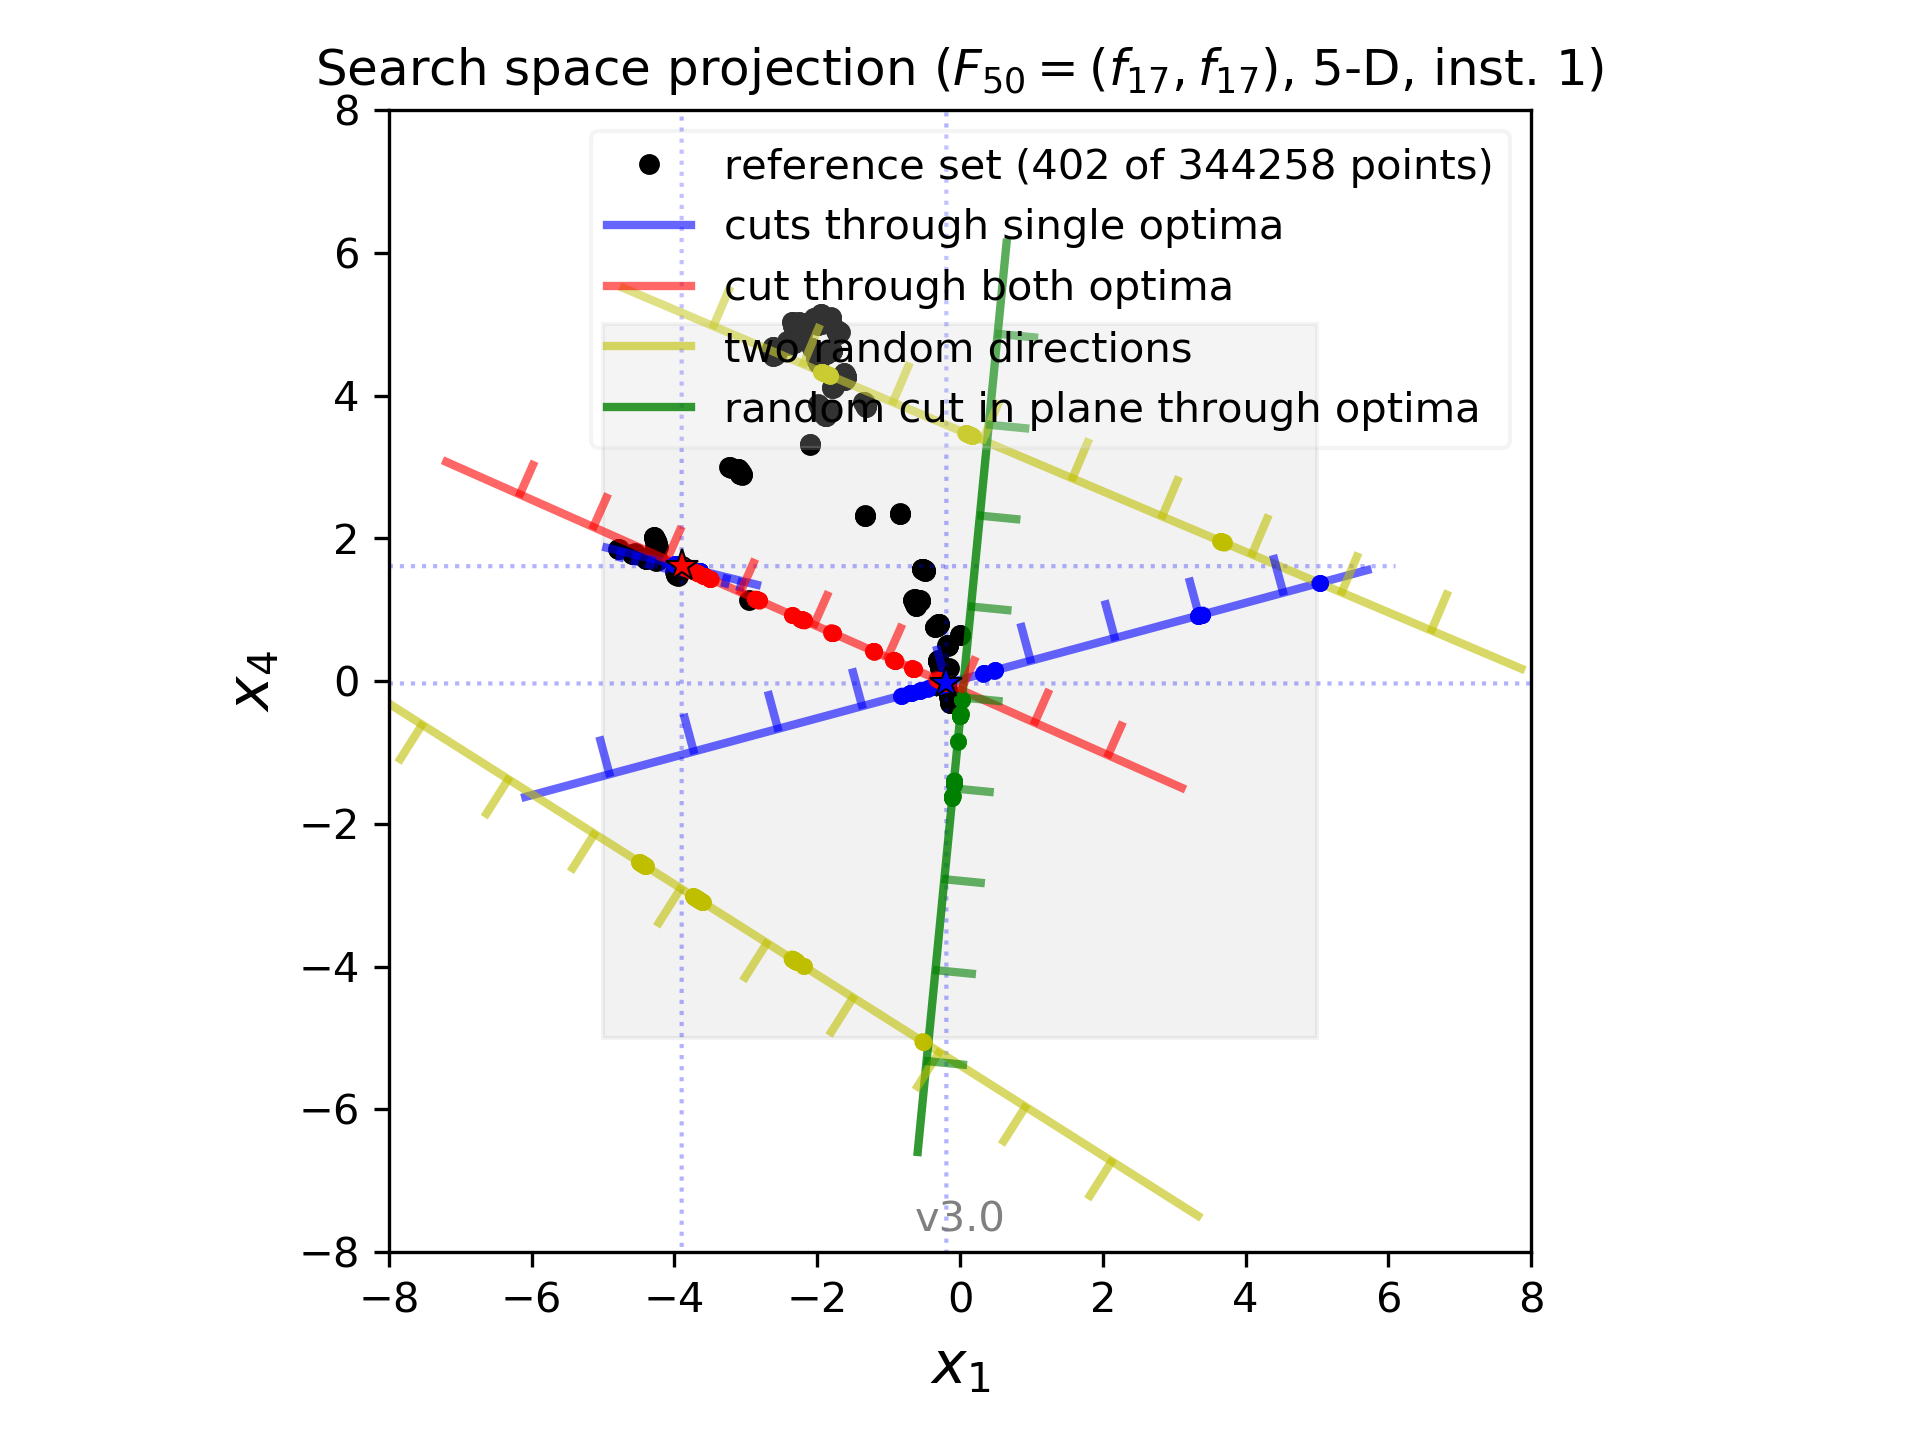 Search space projection (F50 = (f17, f17), 5-D, inst. 1)
8
6
4
2
0
−2
−4
−6
−8
x4
reference set (402 of 344258 points)
cuts through single optima
cut through both optima
two random directions
random cut in plane through optima
v3.0
−8 −6 −4 −2 0 2 4 6 8
x1